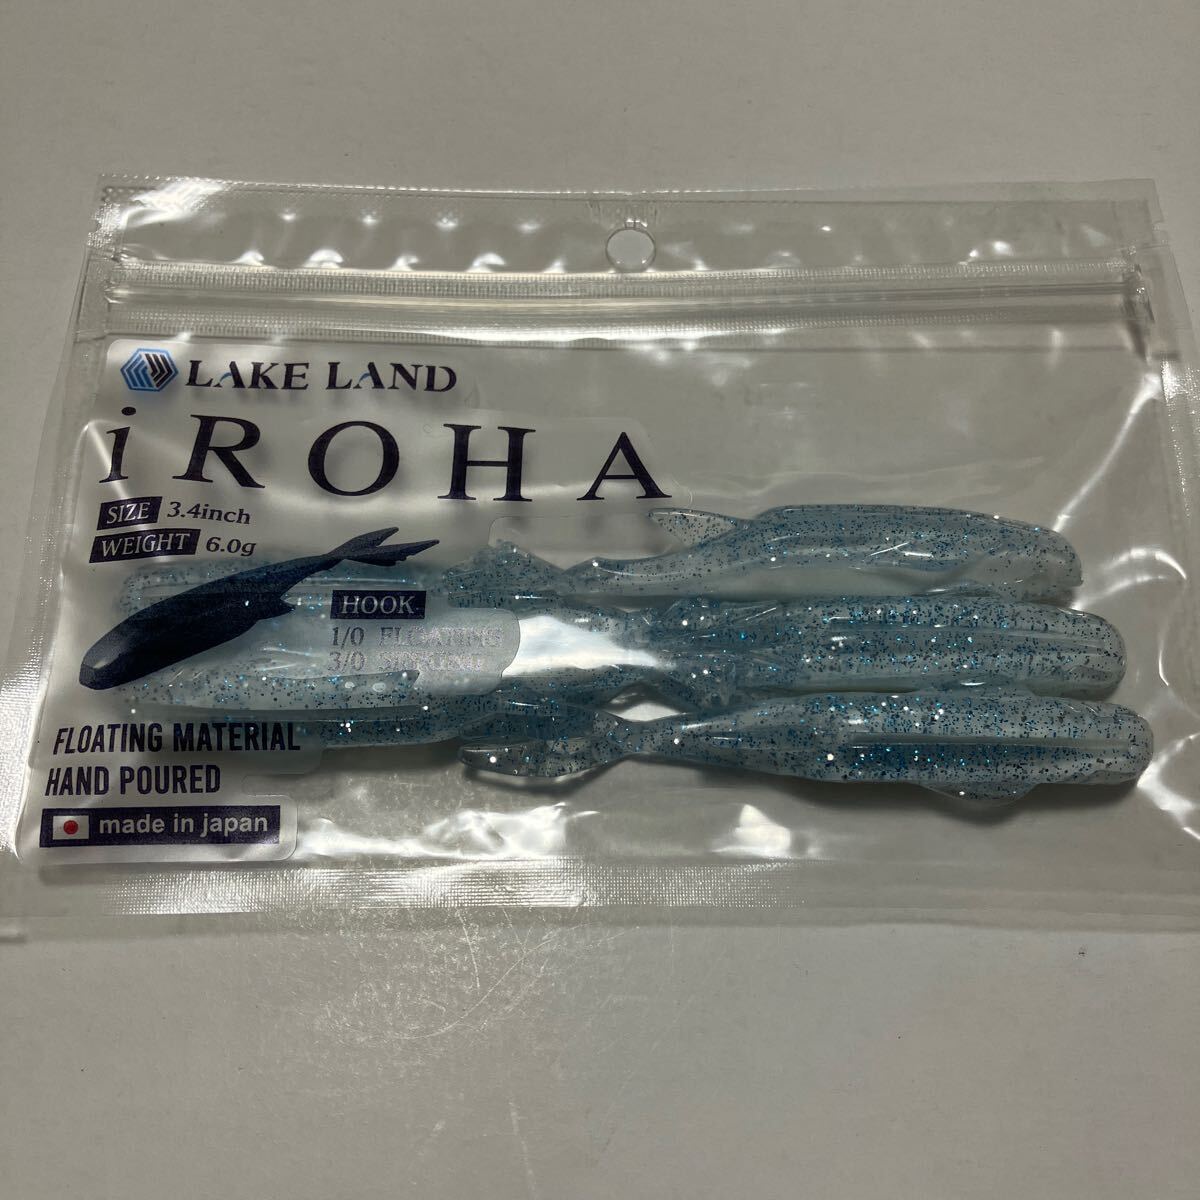 LAKE LAND
iROHA
SIZE 3.4inch
WEIGHT 6.0g
HOOK
1/0 FLOATING
3/0 SINKING
FLOATING MATERIAL
HAND POURED
made in japan